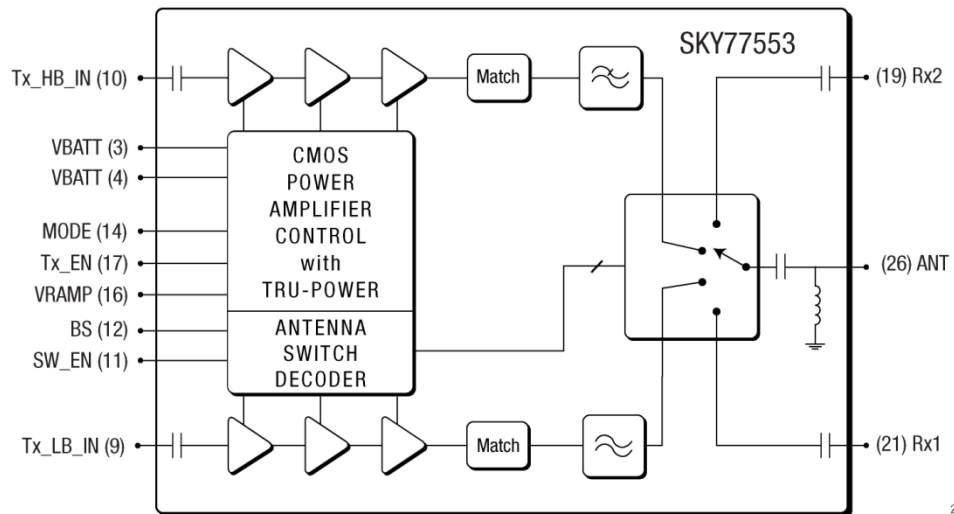 SKY77553
Tx_HB_IN (10)
Match
(19) Rx2
VBATT (3)
VBATT (4)
MODE (14)
Tx_EN (17)
VRAMP (16)
BS (12)
SW_EN (11)
CMOS
POWER
AMPLIFIER
CONTROL
with
TRU-POWER
ANTENNA
SWITCH
DECODER
(26) ANT
Tx_LB_IN (9)
Match
(21) Rx1
2